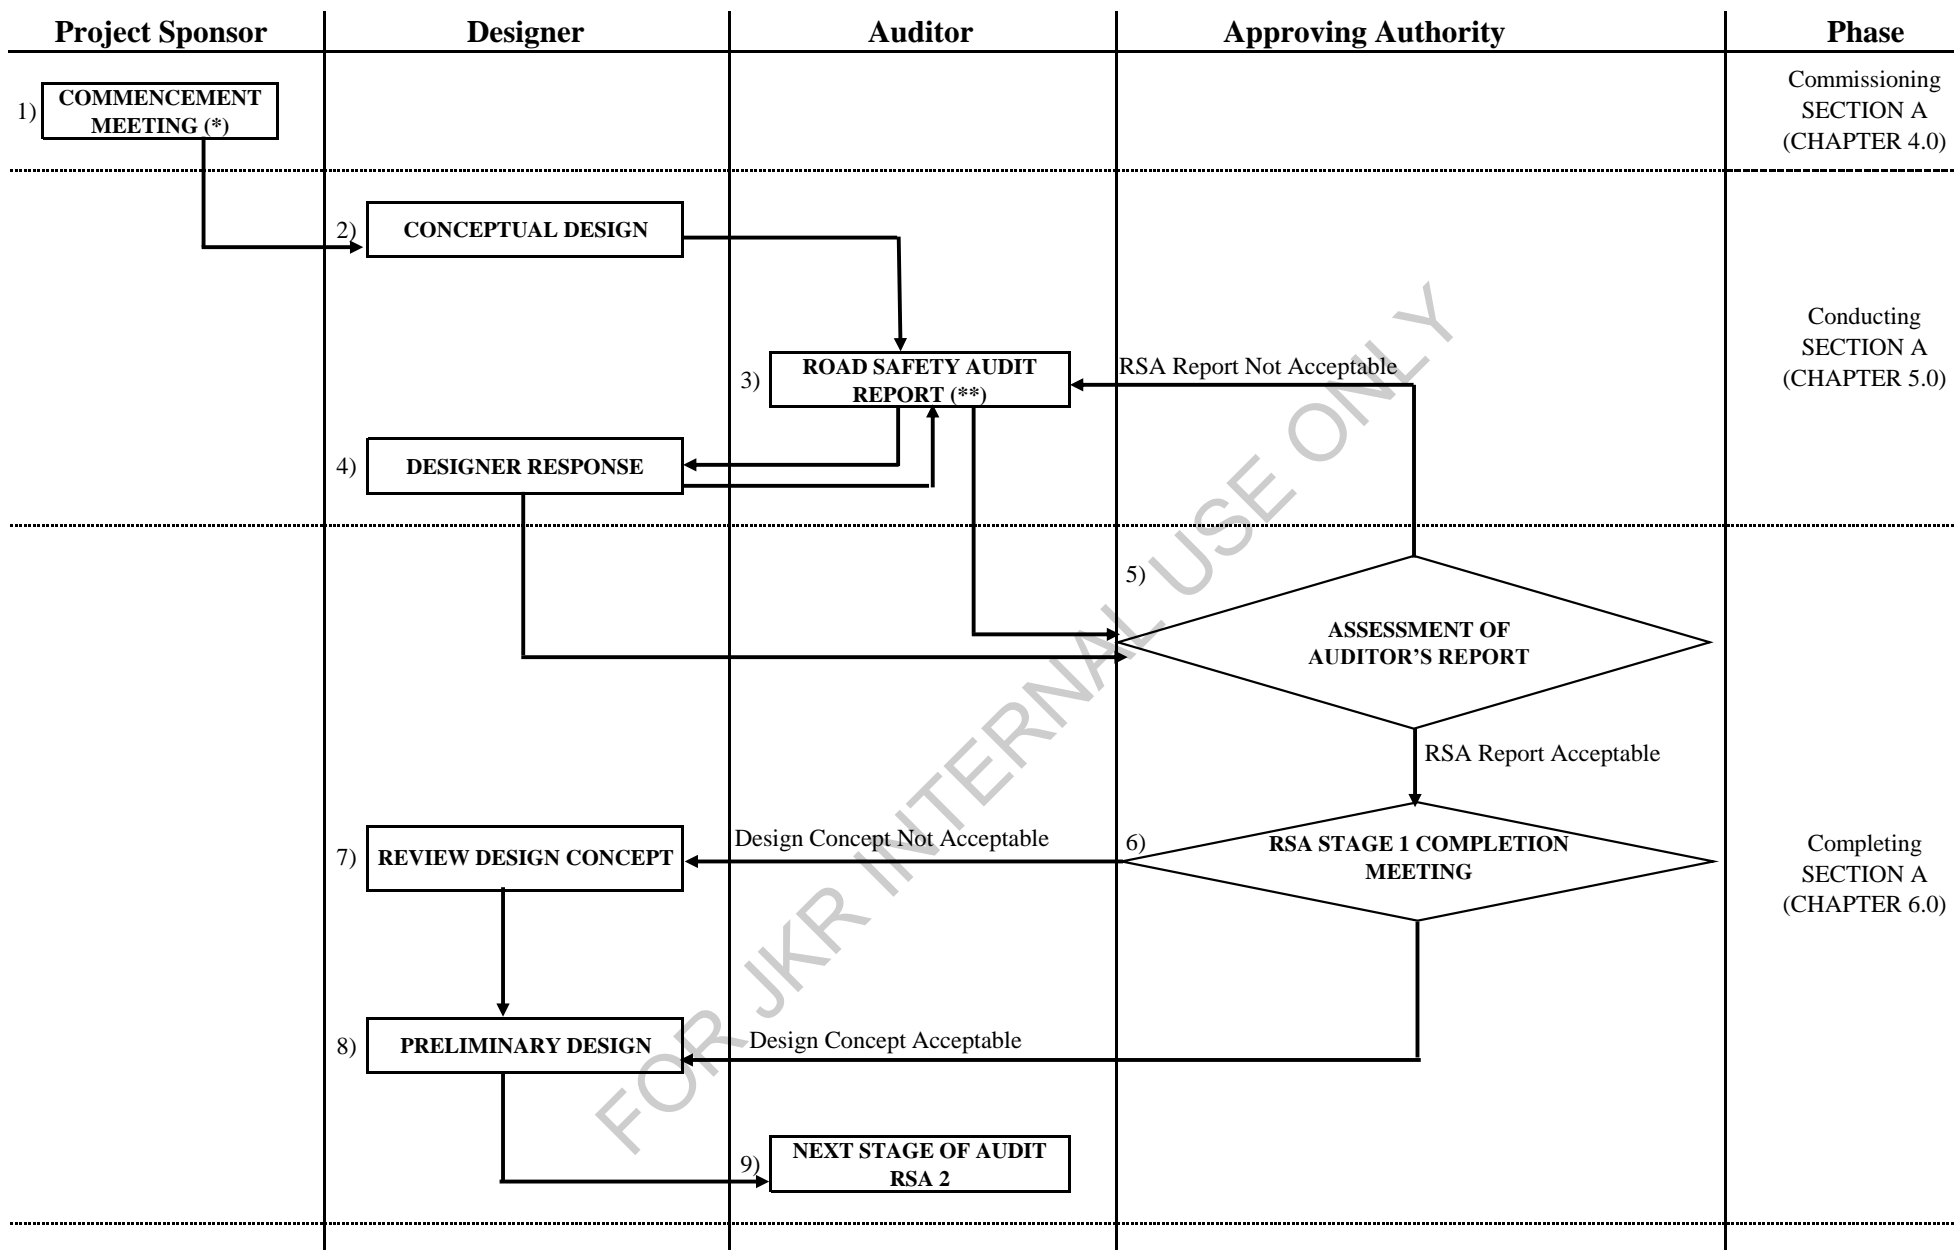 Project Sponsor
Designer
Auditor
Approving Authority
Phase
1)
COMMENCEMENT
MEETING (*)
Commissioning
SECTION A
(CHAPTER 4.0)
2)
CONCEPTUAL DESIGN
3)
ROAD SAFETY AUDIT
REPORT (**)
RSA Report Not Acceptable
Conducting
SECTION A
(CHAPTER 5.0)
4)
DESIGNER RESPONSE
5)
ASSESSMENT OF
AUDITOR’S REPORT
RSA Report Acceptable
6)
RSA STAGE 1 COMPLETION
MEETING
Design Concept Not Acceptable
7)
REVIEW DESIGN CONCEPT
Completing
SECTION A
(CHAPTER 6.0)
8)
PRELIMINARY DESIGN
Design Concept Acceptable
9)
NEXT STAGE OF AUDIT
RSA 2
FOR JKR INTERNAL USE ONLY